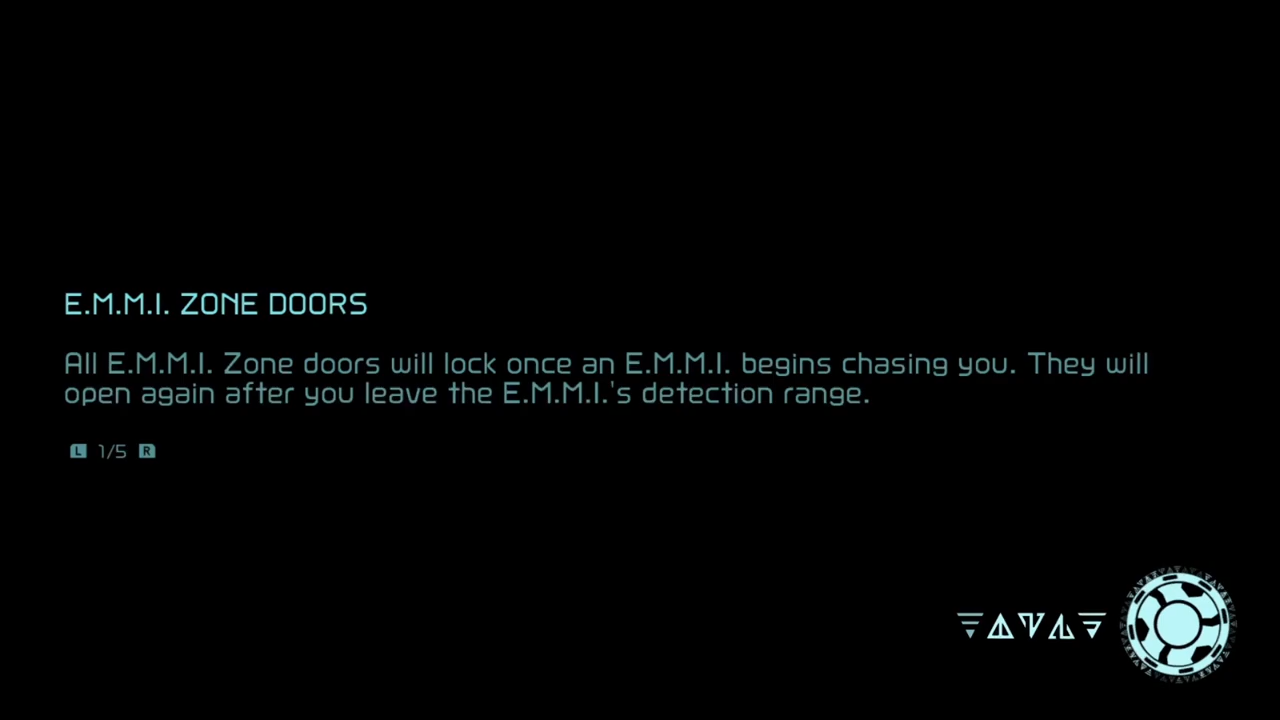 E.M.M.I. ZONE DOORS
All E.M.M.I. Zone doors will lock once an E.M.M.I. begins chasing you. They will
open again after you leave the E.M.M.I.'s detection range.
L 1/5 R